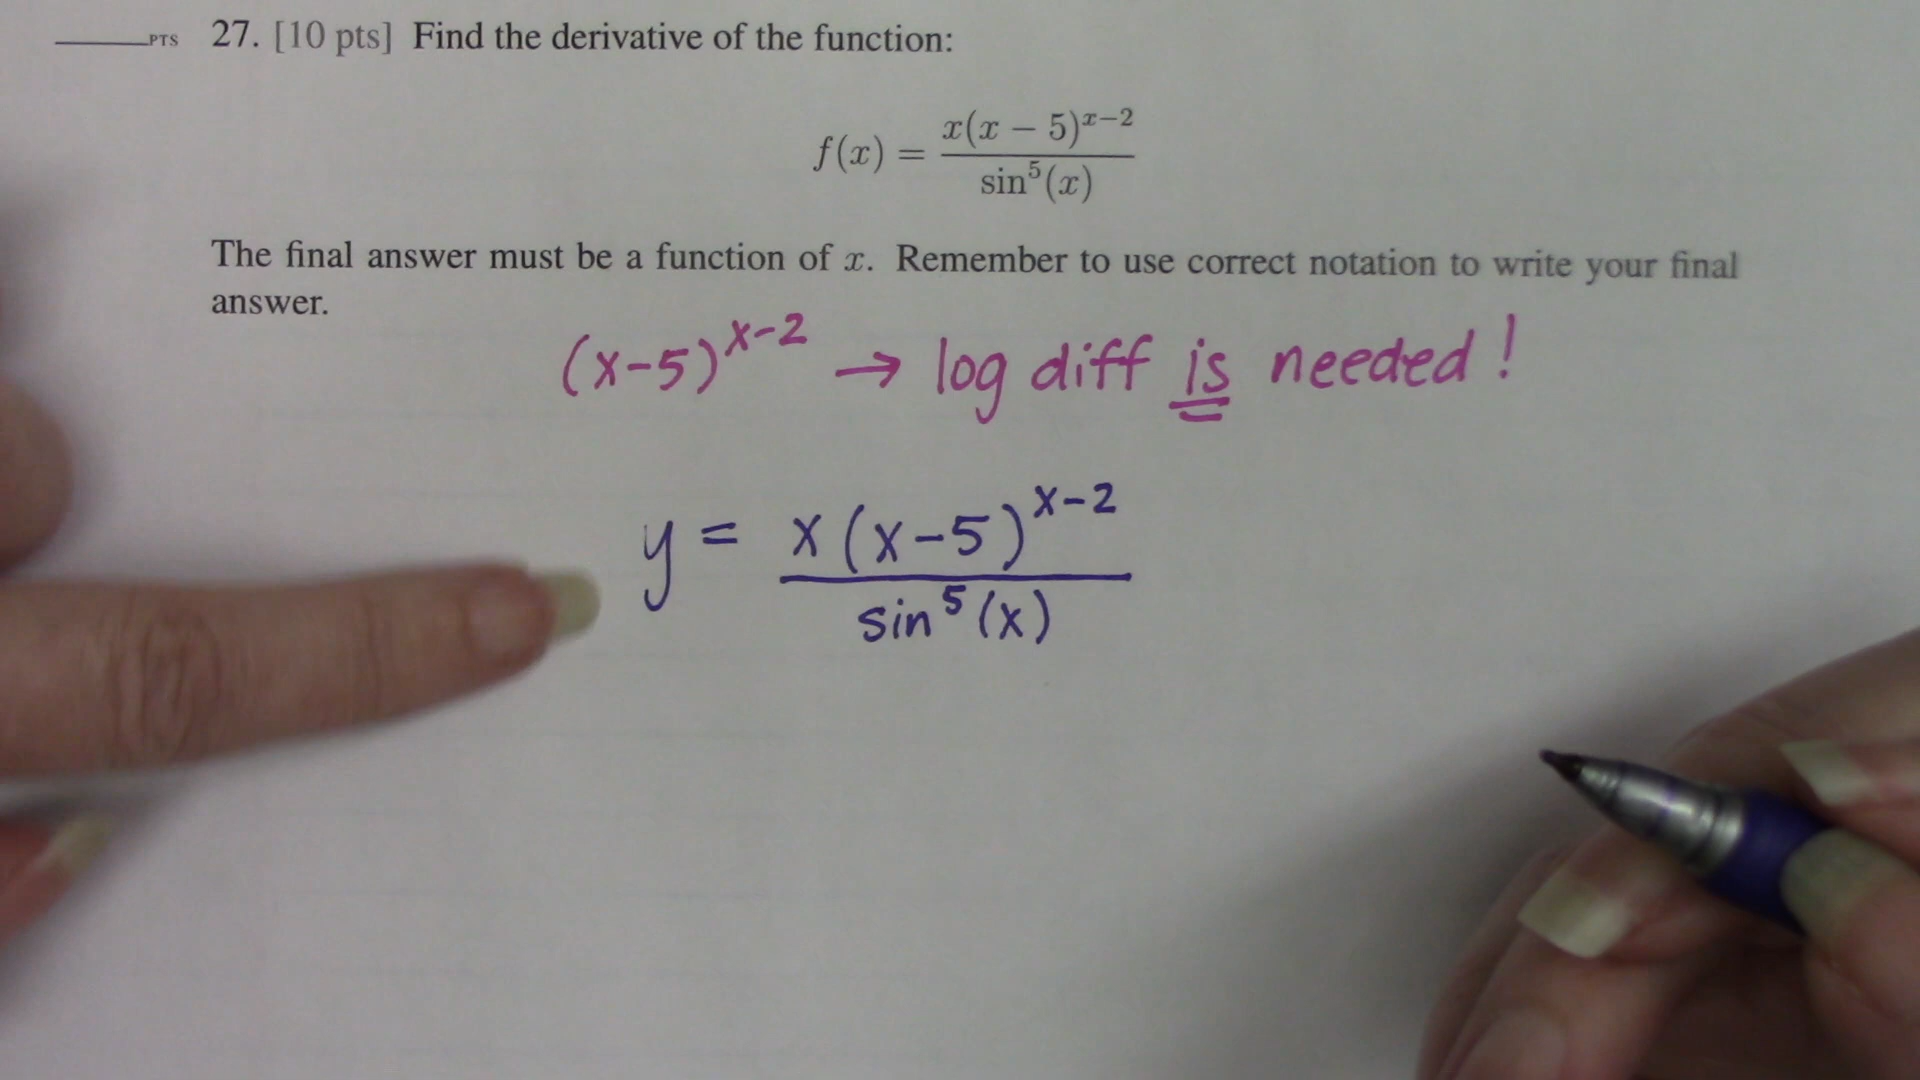 ____PTS 27. [10 pts] Find the derivative of the function:
f(x) = x(x − 5)^{x−2} / sin^5(x)
The final answer must be a function of x. Remember to use correct notation to write your final
answer.
(x-5)^{x-2} → log diff is needed!
y = x(x-5)^{x-2} / sin^5(x)